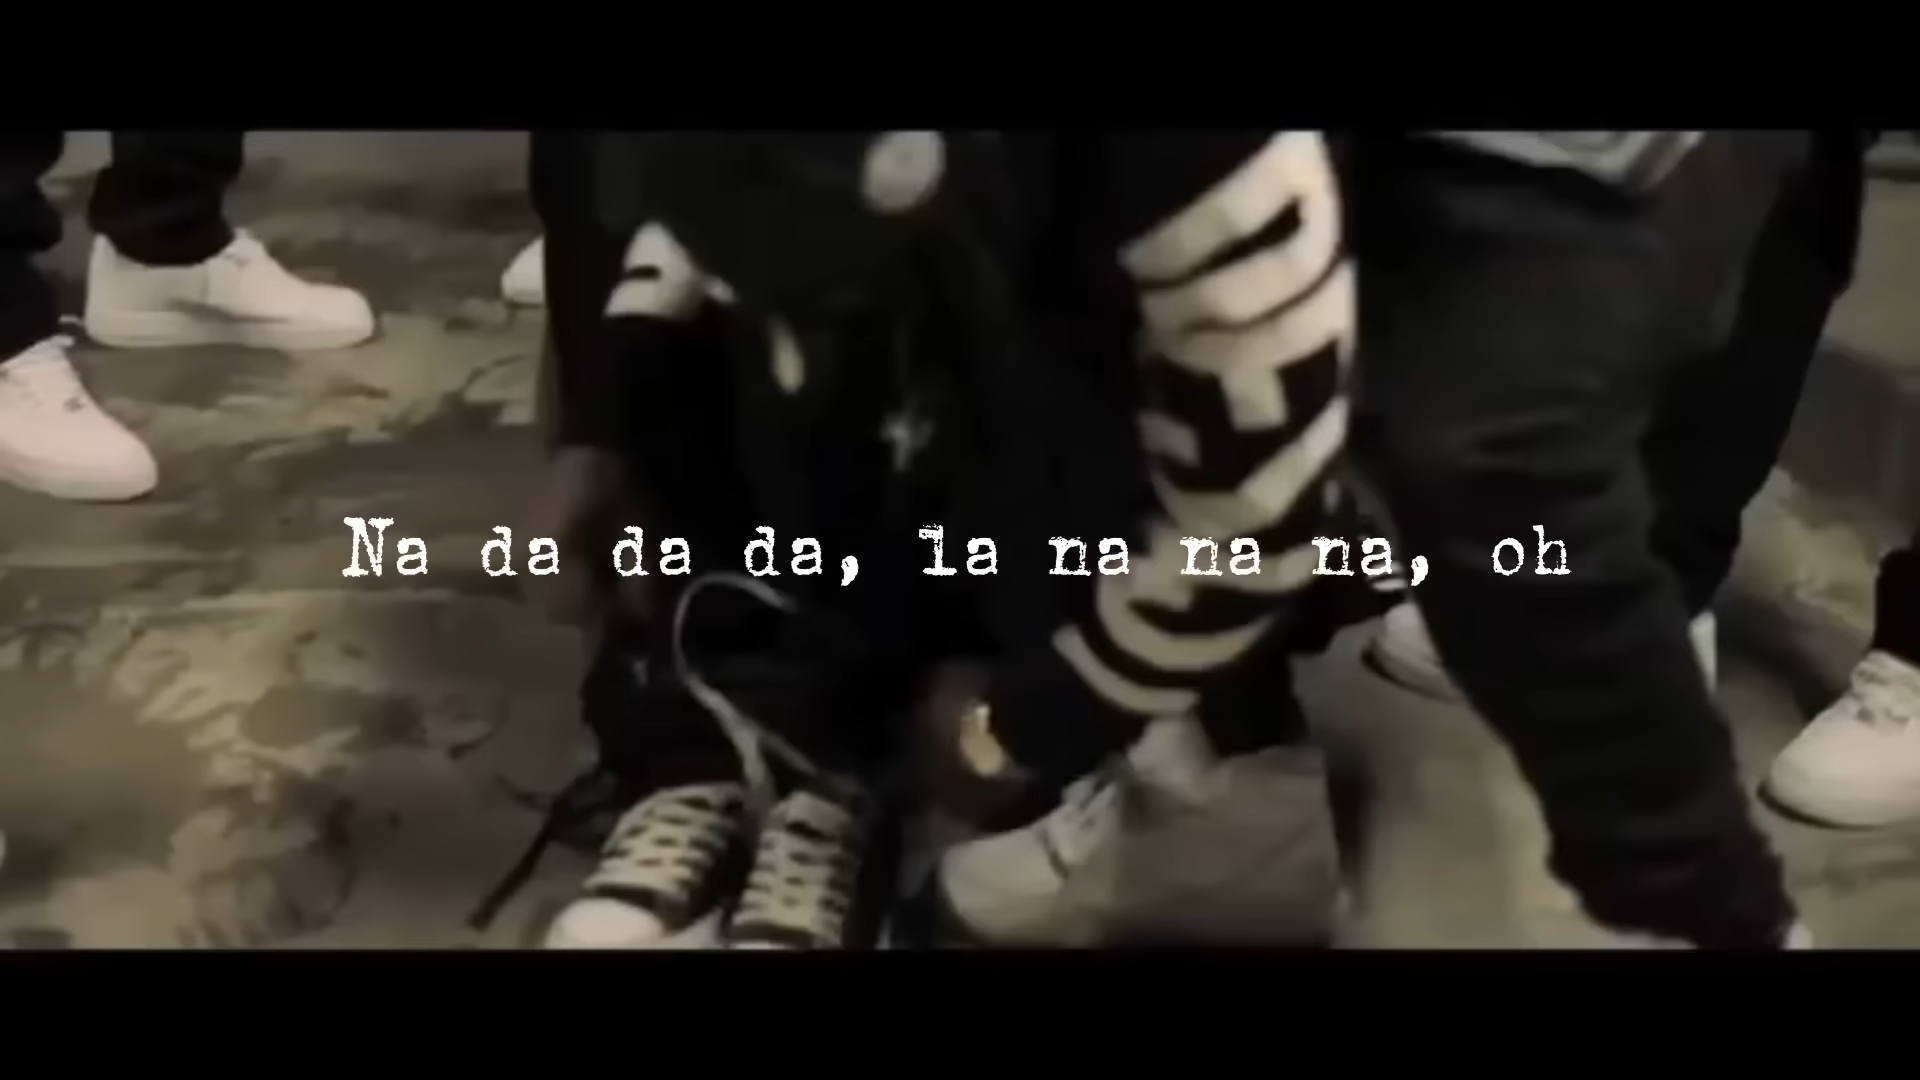 Na da da da, la na na na, oh